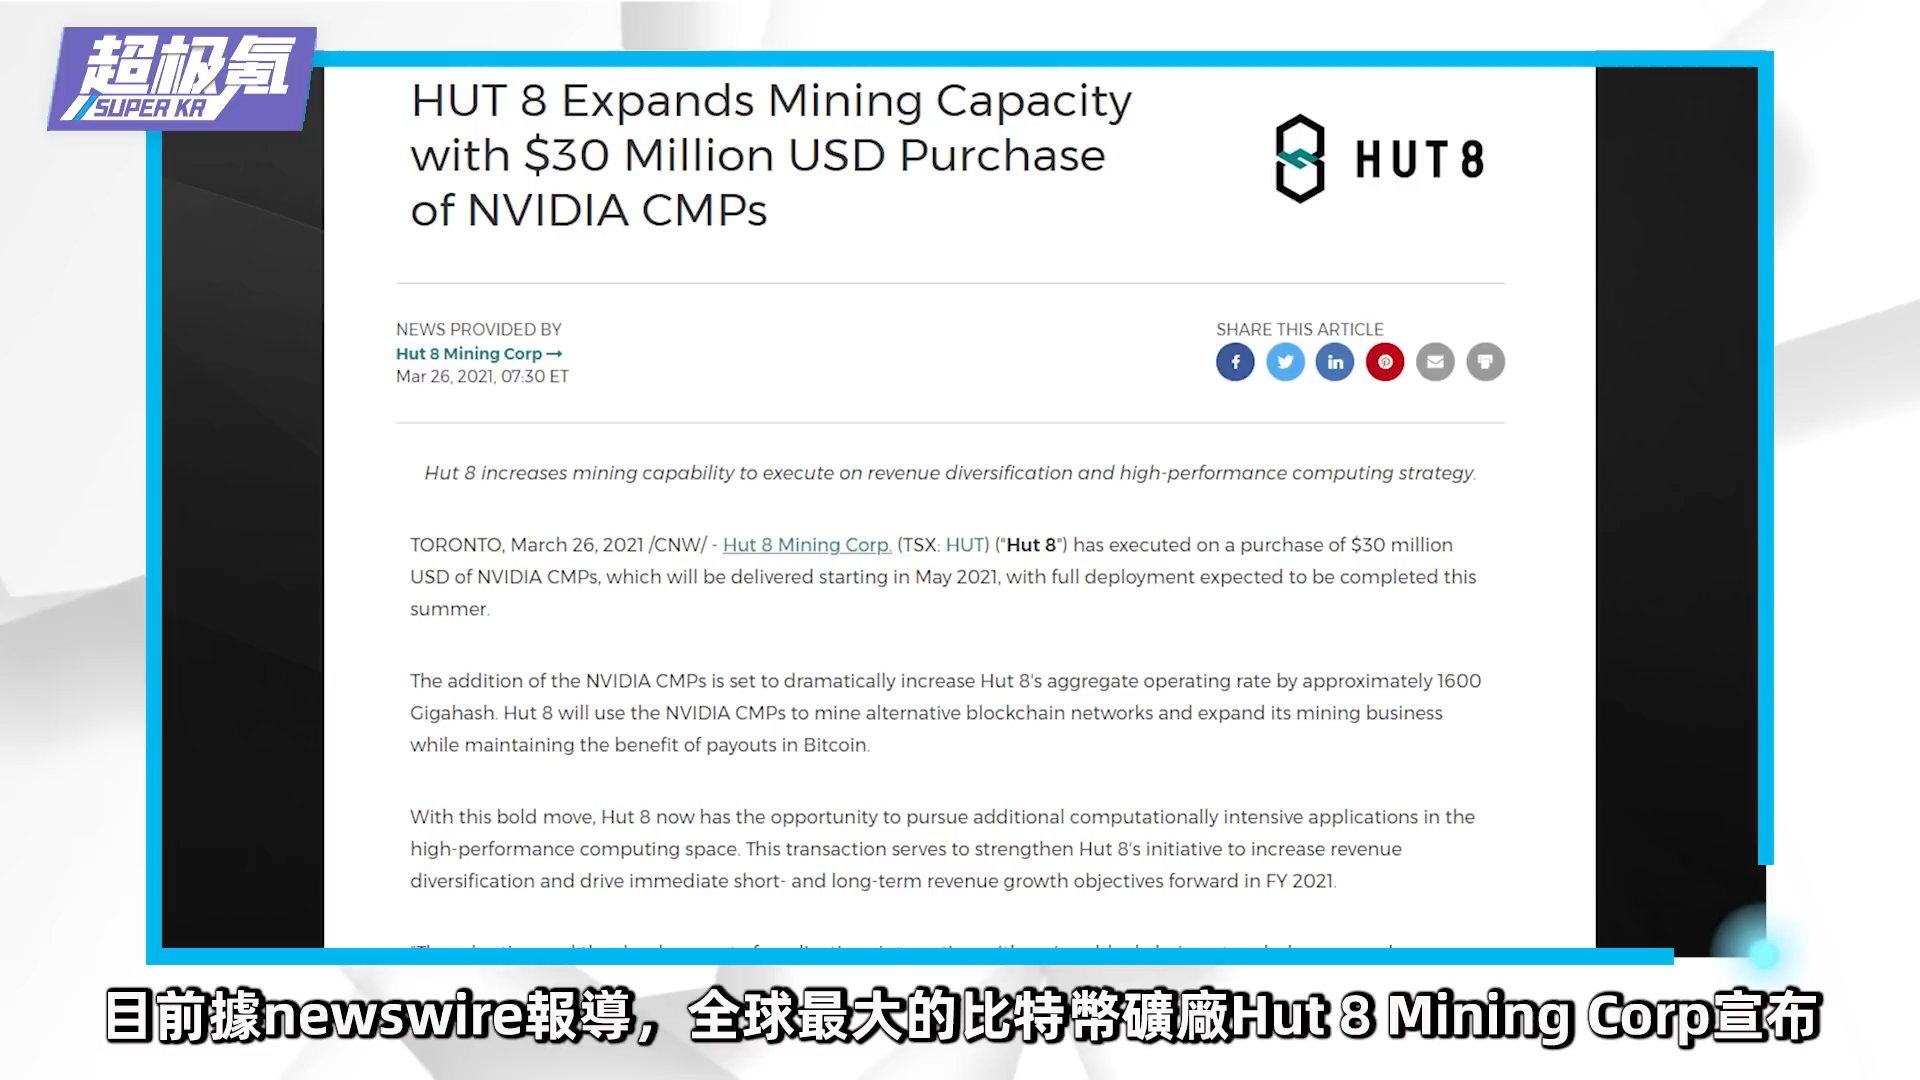 超极氪
SUPER KR
HUT 8 Expands Mining Capacity
with $30 Million USD Purchase
of NVIDIA CMPs
HUT 8
NEWS PROVIDED BY
Hut 8 Mining Corp →
Mar 26, 2021, 07:30 ET
SHARE THIS ARTICLE
Hut 8 increases mining capability to execute on revenue diversification and high-performance computing strategy.
TORONTO, March 26, 2021 /CNW/ - Hut 8 Mining Corp. (TSX: HUT) ("Hut 8") has executed on a purchase of $30 million
USD of NVIDIA CMPs, which will be delivered starting in May 2021, with full deployment expected to be completed this
summer.
The addition of the NVIDIA CMPs is set to dramatically increase Hut 8's aggregate operating rate by approximately 1600
Gigahash. Hut 8 will use the NVIDIA CMPs to mine alternative blockchain networks and expand its mining business
while maintaining the benefit of payouts in Bitcoin.
With this bold move, Hut 8 now has the opportunity to pursue additional computationally intensive applications in the
high-performance computing space. This transaction serves to strengthen Hut 8's initiative to increase revenue
diversification and drive immediate short- and long-term revenue growth objectives forward in FY 2021.
目前據newswire報導，全球最大的比特幣礦廠Hut 8 Mining Corp宣布